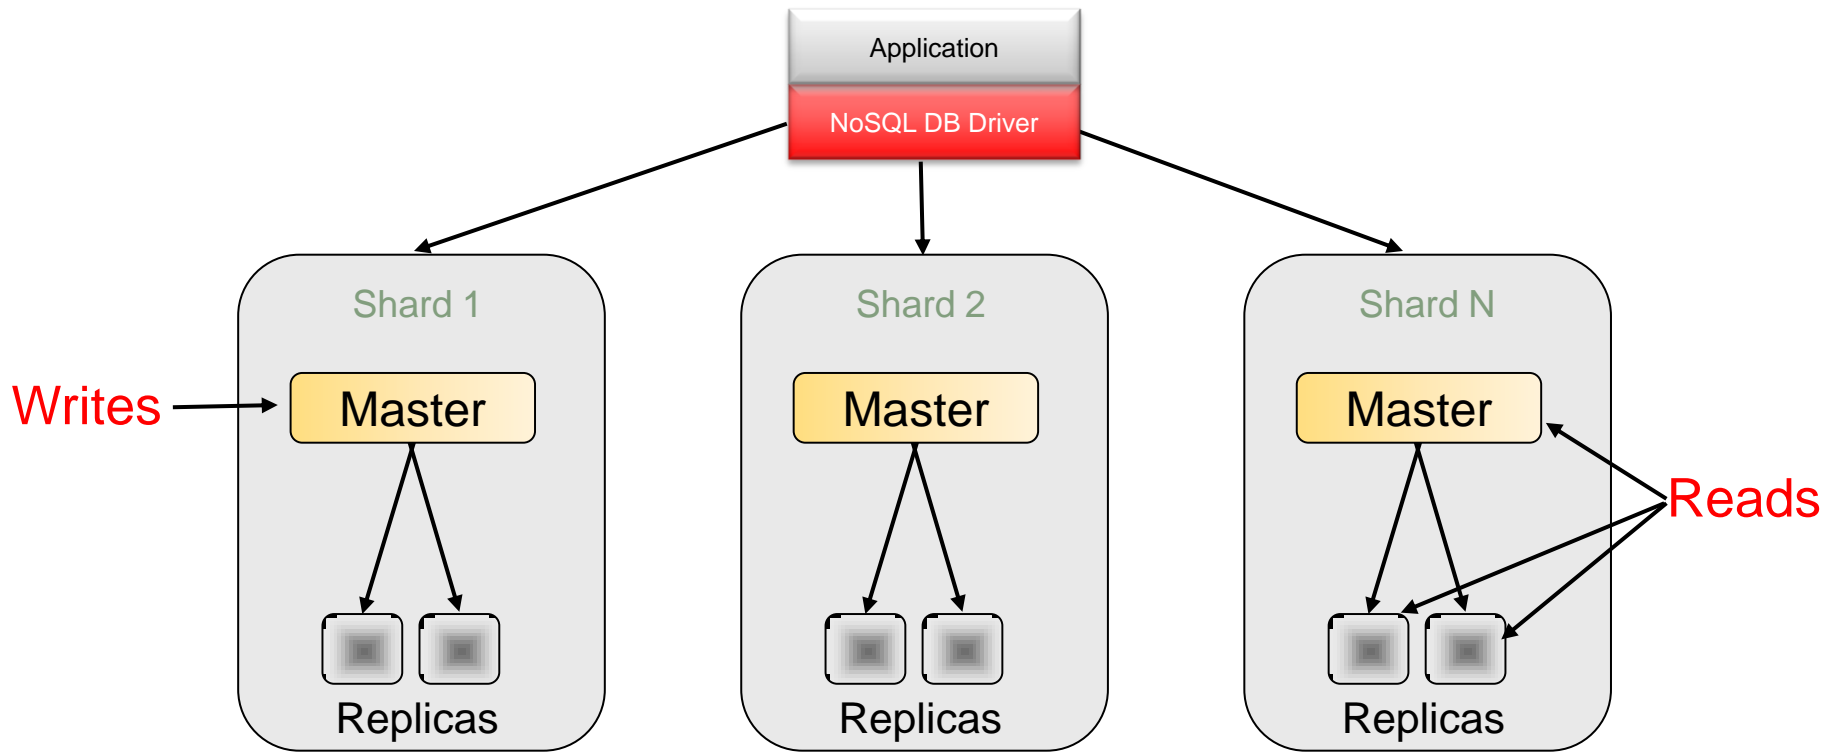 Application
NoSQL DB Driver
Shard 1
Shard 2
Shard N
Writes
Master
Master
Master
Reads
Replicas
Replicas
Replicas